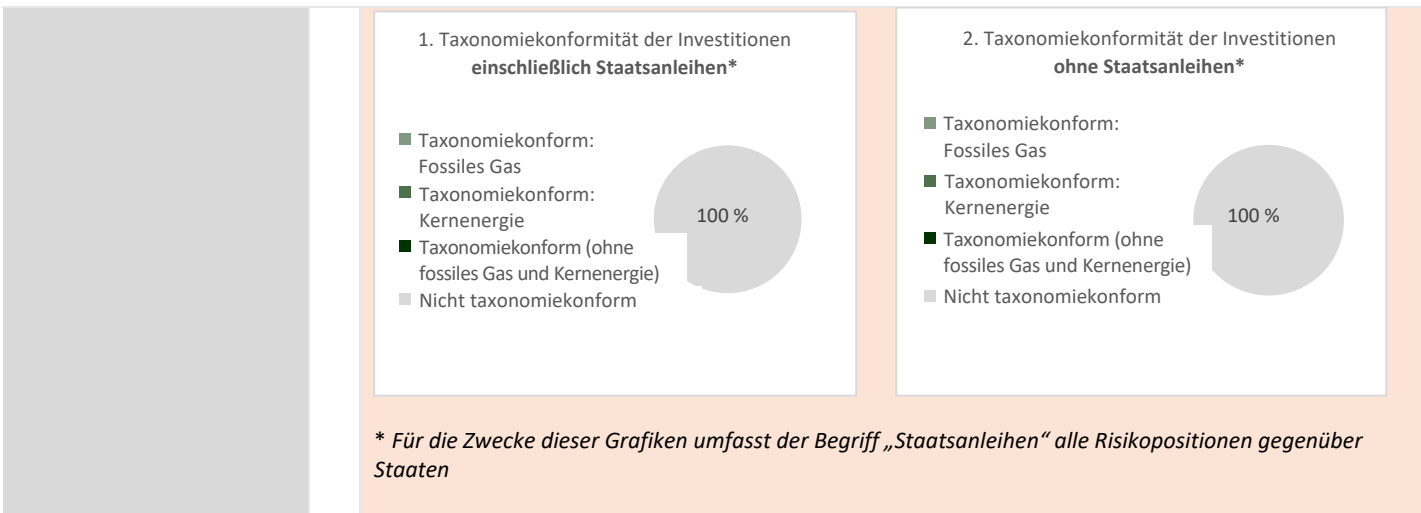 1. Taxonomiekonformität der Investitionen
einschließlich Staatsanleihen*
Taxonomiekonform:
Fossiles Gas
Taxonomiekonform:
Kernenergie
Taxonomiekonform (ohne
fossiles Gas und Kernenergie)
Nicht taxonomiekonform
100 %
2. Taxonomiekonformität der Investitionen
ohne Staatsanleihen*
Taxonomiekonform:
Fossiles Gas
Taxonomiekonform:
Kernenergie
Taxonomiekonform (ohne
fossiles Gas und Kernenergie)
Nicht taxonomiekonform
100 %
* Für die Zwecke dieser Grafiken umfasst der Begriff „Staatsanleihen“ alle Risikopositionen gegenüber
Staaten